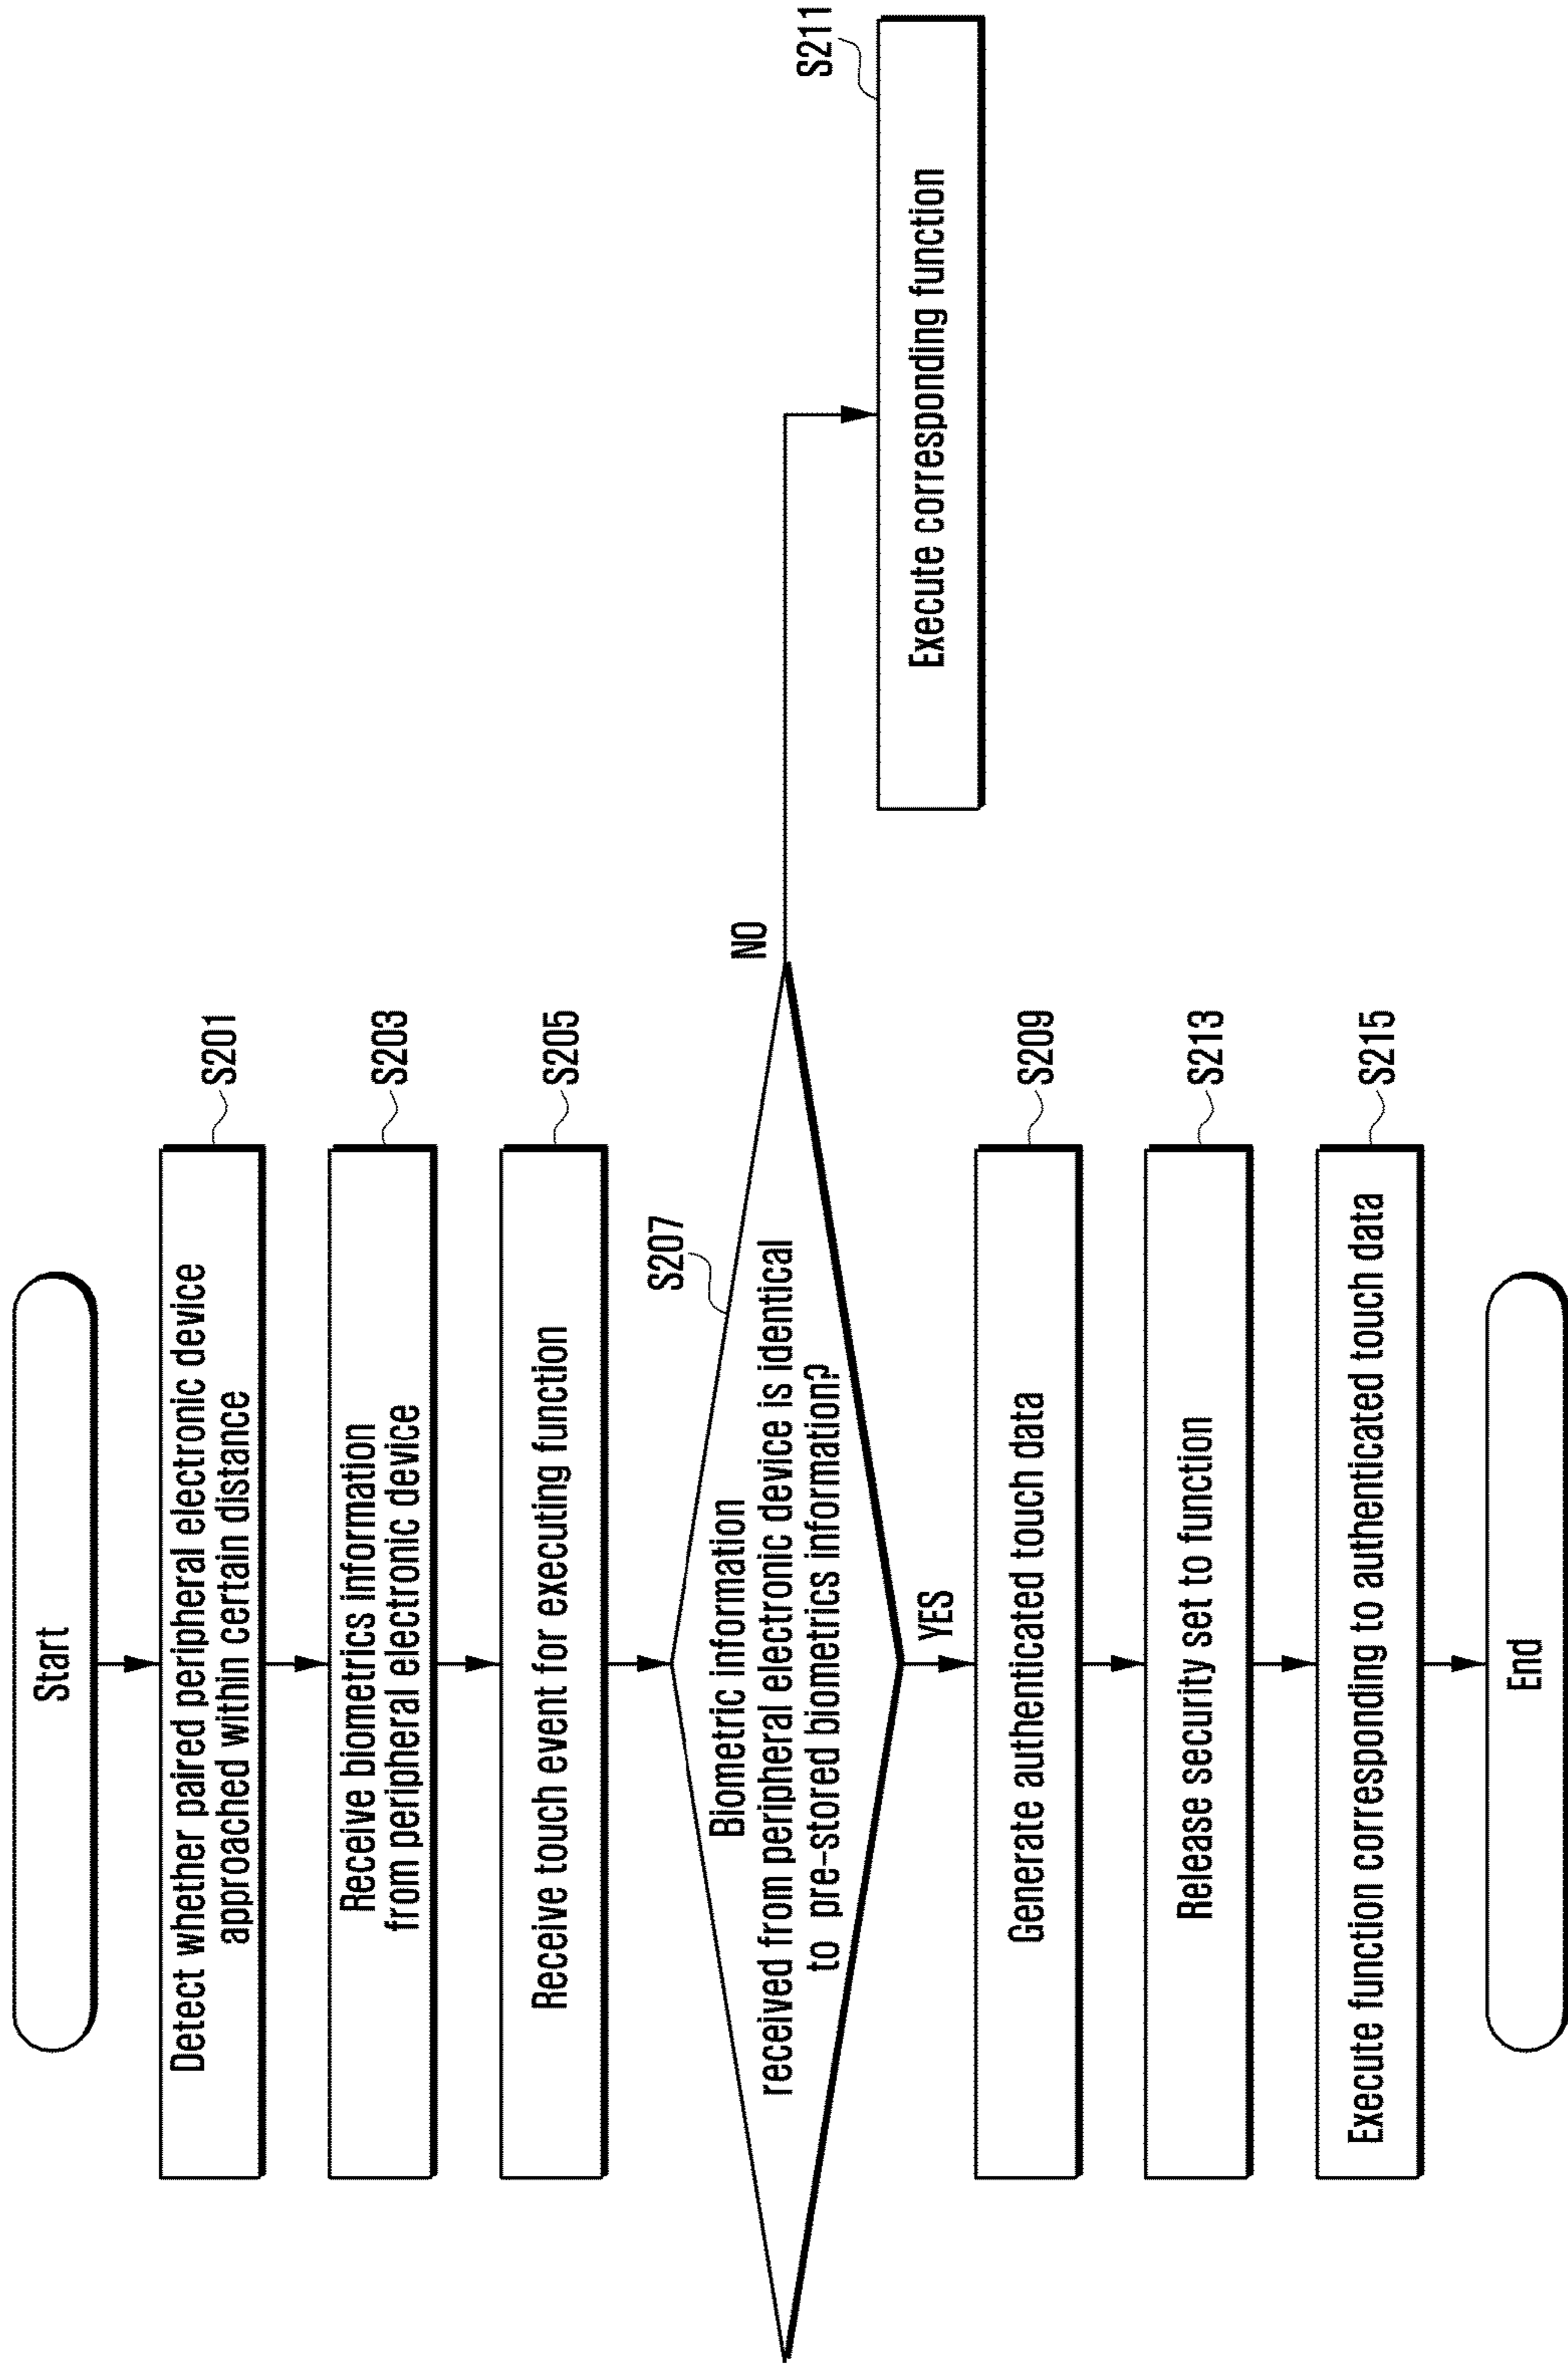 Start
Detect whether paired peripheral electronic device
approached within certain distance
S201
Receive biometrics information
from peripheral electronic device
S203
Receive touch event for executing function
S205
S207
Biometric information
received from peripheral electronic device is identical
to pre-stored biometrics information?
NO
S211
Execute corresponding function
YES
Generate authenticated touch data
S209
Release security set to function
S213
Execute function corresponding to authenticated touch data
S215
End